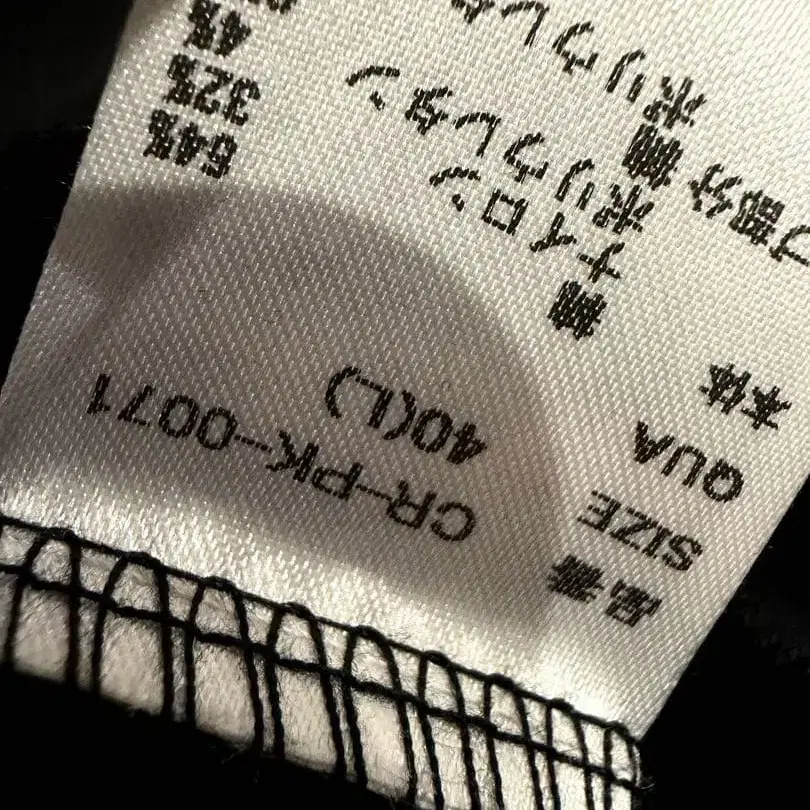 品番 CR-PK-0071
SIZE 40(L)
QUA
本体 綿 64%
ナイロン 32%
ポリウレタン 4%
ブ部分 綿
ポリウレタ